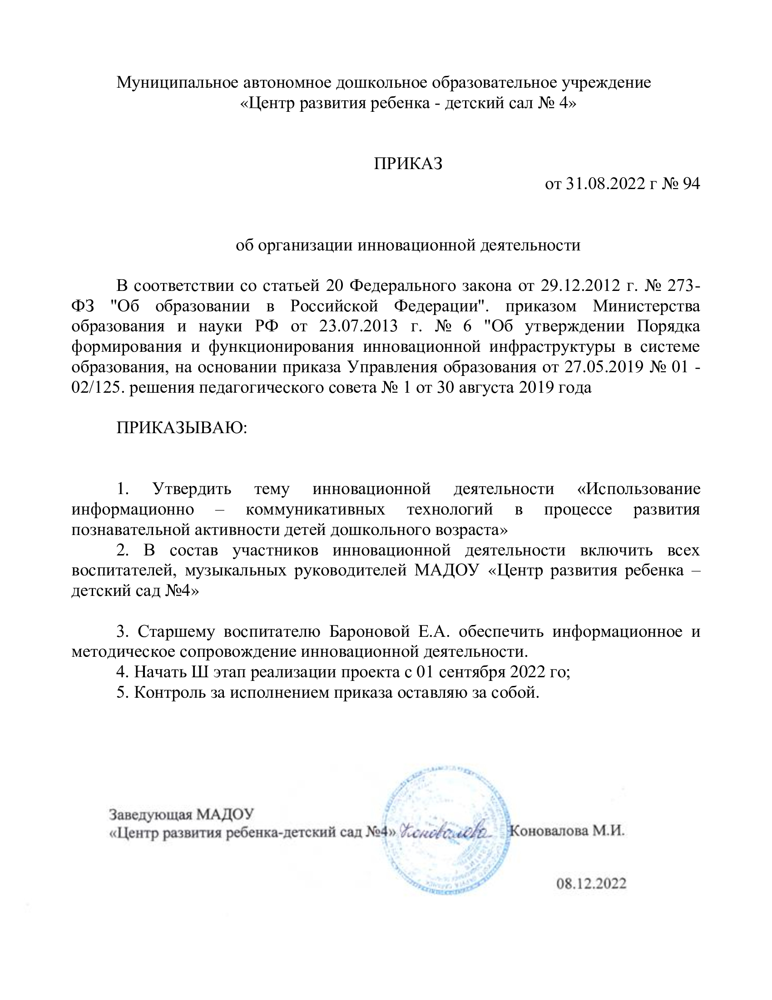 Муниципальное автономное дошкольное образовательное учреждение
«Центр развития ребенка - детский сал № 4»
ПРИКАЗ
от 31.08.2022 г № 94
об организации инновационной деятельности
В соответствии со статьей 20 Федерального закона от 29.12.2012 г. № 273-
ФЗ "Об образовании в Российской Федерации". приказом Министерства
образования и науки РФ от 23.07.2013 г. № 6 "Об утверждении Порядка
формирования и функционирования инновационной инфраструктуры в системе
образования, на основании приказа Управления образования от 27.05.2019 № 01 -
02/125. решения педагогического совета № 1 от 30 августа 2019 года
ПРИКАЗЫВАЮ:
1. Утвердить тему инновационной деятельности «Использование
информационно – коммуникативных технологий в процессе развития
познавательной активности детей дошкольного возраста»
2. В состав участников инновационной деятельности включить всех
воспитателей, музыкальных руководителей МАДОУ «Центр развития ребенка –
детский сад №4»
3. Старшему воспитателю Бароновой Е.А. обеспечить информационное и
методическое сопровождение инновационной деятельности.
4. Начать Ш этап реализации проекта с 01 сентября 2022 го;
5. Контроль за исполнением приказа оставляю за собой.
Заведующая МАДОУ
«Центр развития ребенка-детский сад №4» Коновалова Коновалова М.И.
08.12.2022